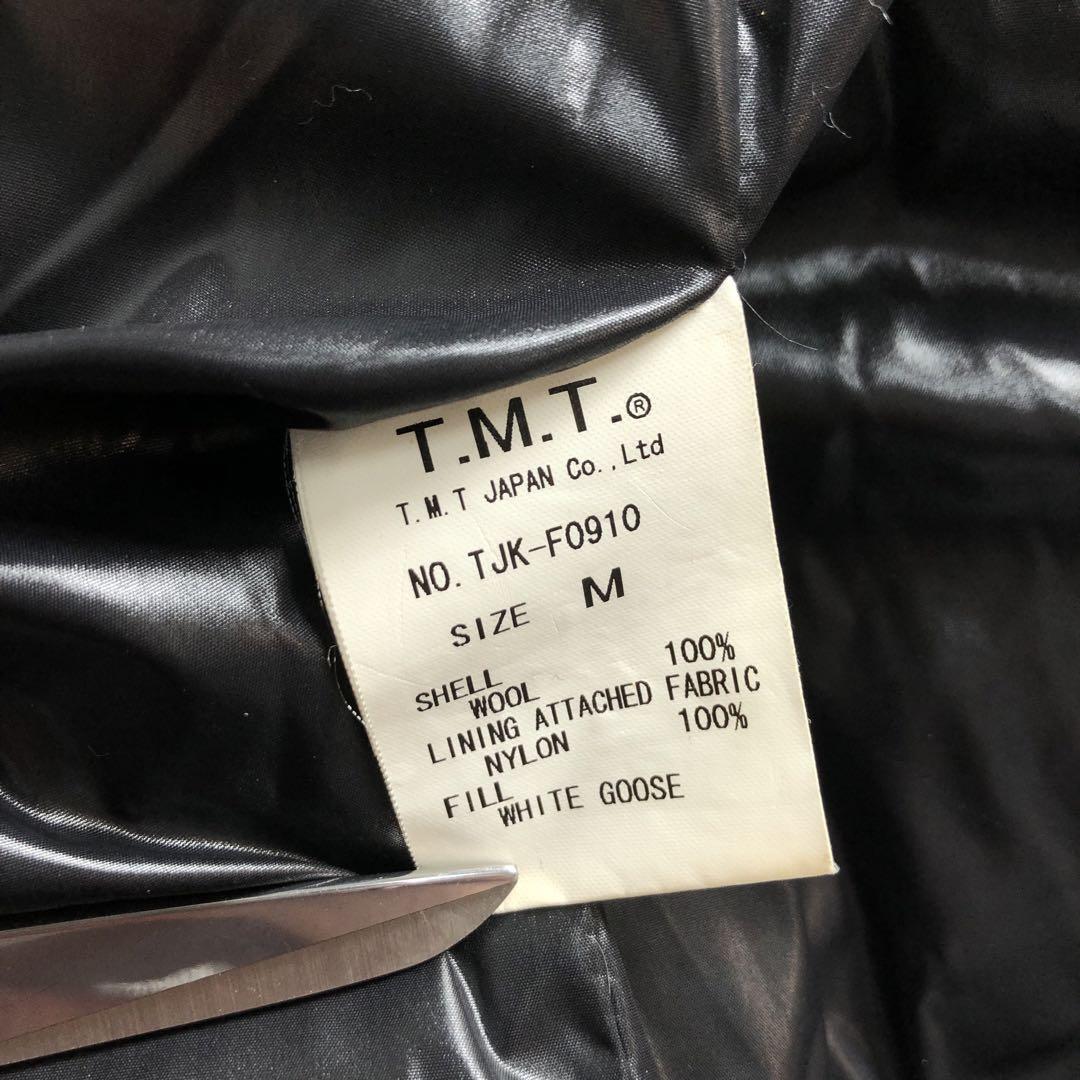 T.M.T.®
T.M.T JAPAN Co.,Ltd
NO. TJK-F0910
SIZE M
SHELL
WOOL 100%
LINING ATTACHED FABRIC
NYLON 100%
FILL
WHITE GOOSE